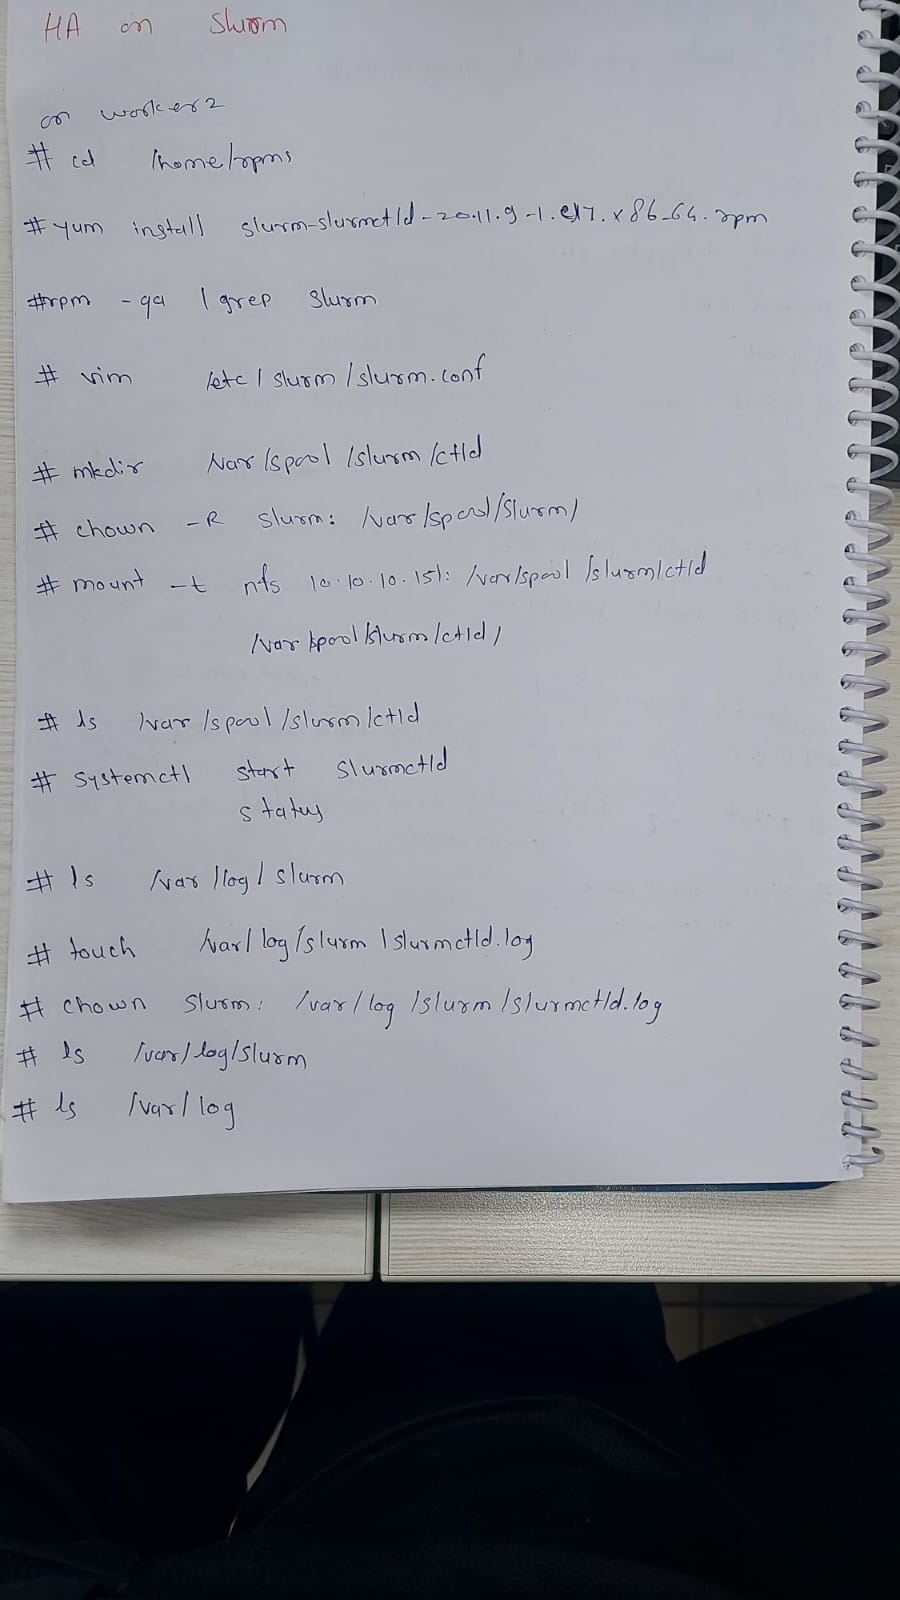 HA on Slurm
on worker2
# cd /home/rpms
# yum install slurm-slurmctld-20.11.9-1.el7.x86_64.rpm
#rpm -qa | grep slurm
# vim /etc/slurm/slurm.conf
# mkdir /var/spool/slurm/ctld
# chown -R slurm: /var/spool/slurm/
# mount -t nfs 10.10.10.151: /var/spool/slurm/ctld
/var/spool/slurm/ctld/
# ls /var/spool/slurm/ctld
# systemctl start slurmctld
status
# ls /var/log/slurm
# touch /var/log/slurm/slurmctld.log
# chown slurm: /var/log/slurm/slurmctld.log
# ls /var/log/slurm
# ls /var/log